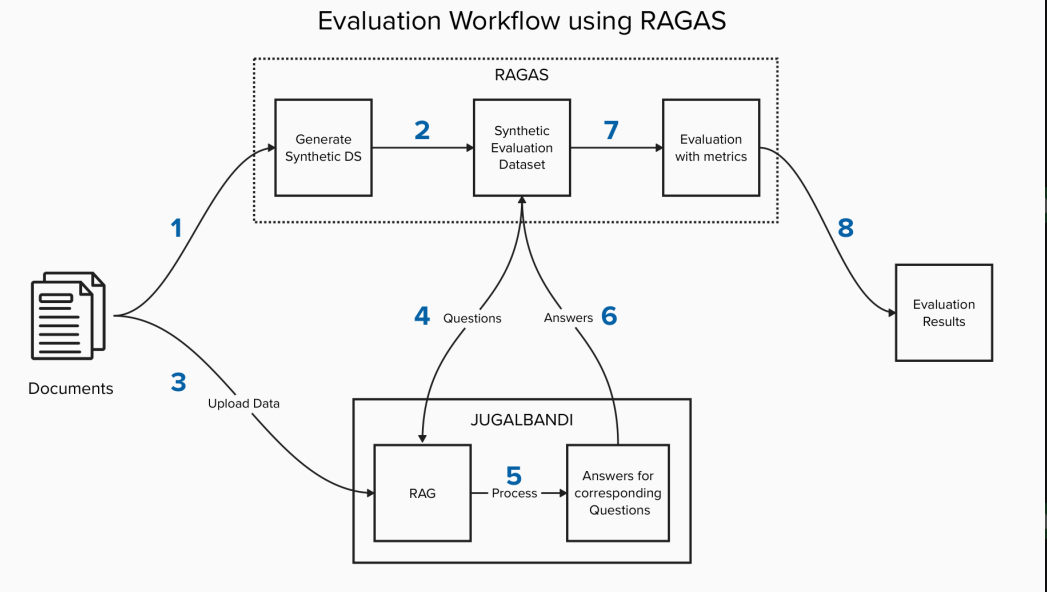 Evaluation Workflow using RAGAS
RAGAS
Generate
Synthetic DS
2
Synthetic
Evaluation
Dataset
7
Evaluation
with metrics
1
8
Documents
3
Upload Data
4
Questions
Answers
6
Evaluation
Results
JUGALBANDI
RAG
5
Process
Answers for
corresponding
Questions